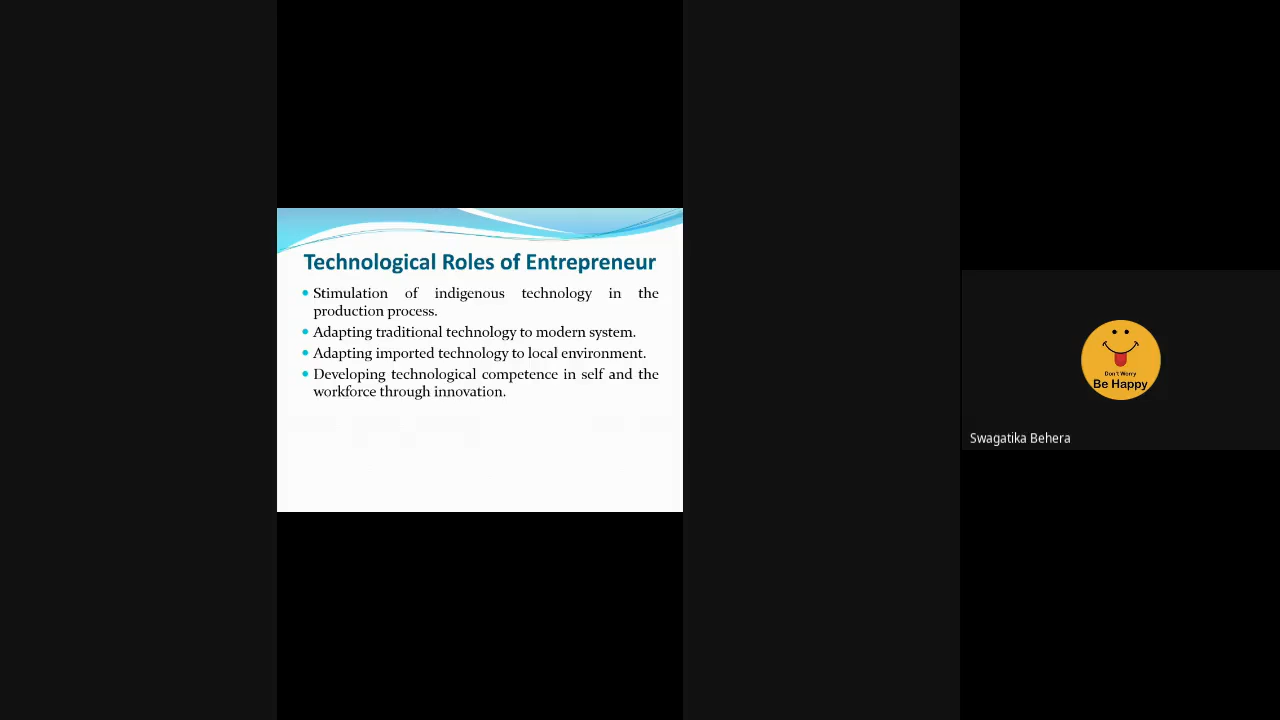 Technological Roles of Entrepreneur
• Stimulation of indigenous technology in the
production process.
• Adapting traditional technology to modern system.
• Adapting imported technology to local environment.
• Developing technological competence in self and the
workforce through innovation.
Don't Worry
Be Happy
Swagatika Behera